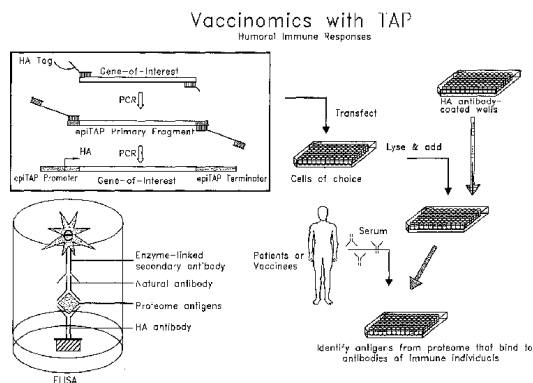 Vaccinomics with TAP
Humoral Immune Responses
HA Tag
Gene-of-Interest
PCR
epiTAP Primary Fragment
HA
PCR
epiTAP Promoter
Gene-of-Interest
epiTAP Terminator
Transfect
Cells of choice
HA antibody-
coated wells
Lyse & add
Enzyme-linked
secondary antibody
Natural antibody
Proteome antigens
HA antibody
ELISA
Patients or
Vaccinees
Serum
Identify antigens from proteome that bind to
antibodies of immune individuals